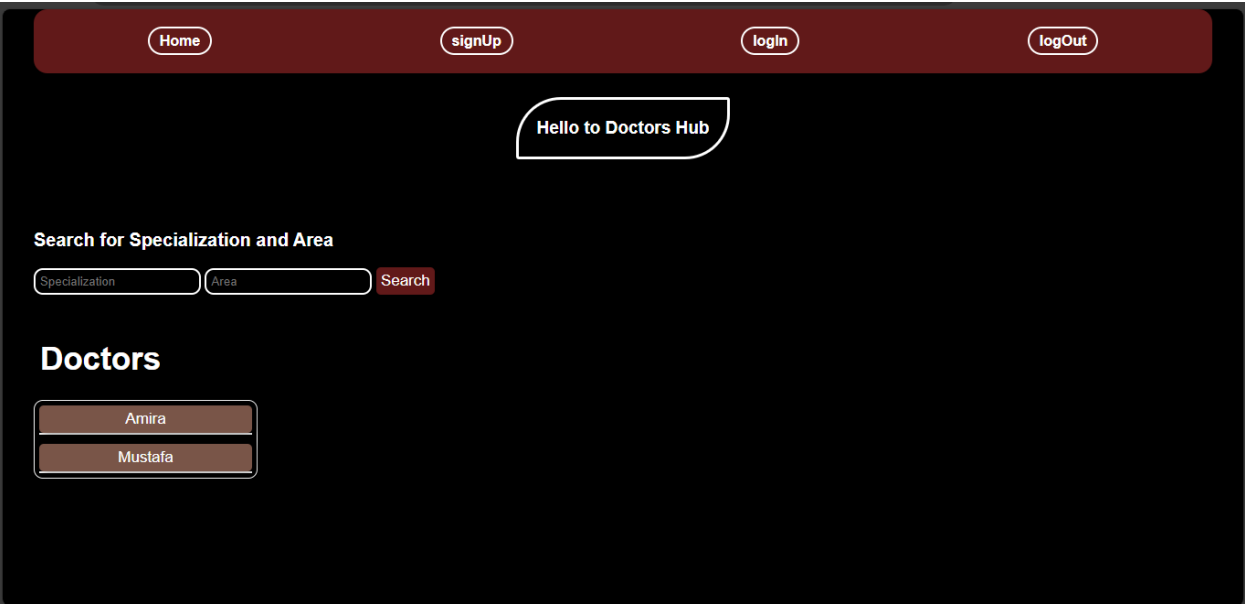 Home signUp logIn logOut
Hello to Doctors Hub
Search for Specialization and Area
Specialization Area Search
Doctors
Amira
Mustafa